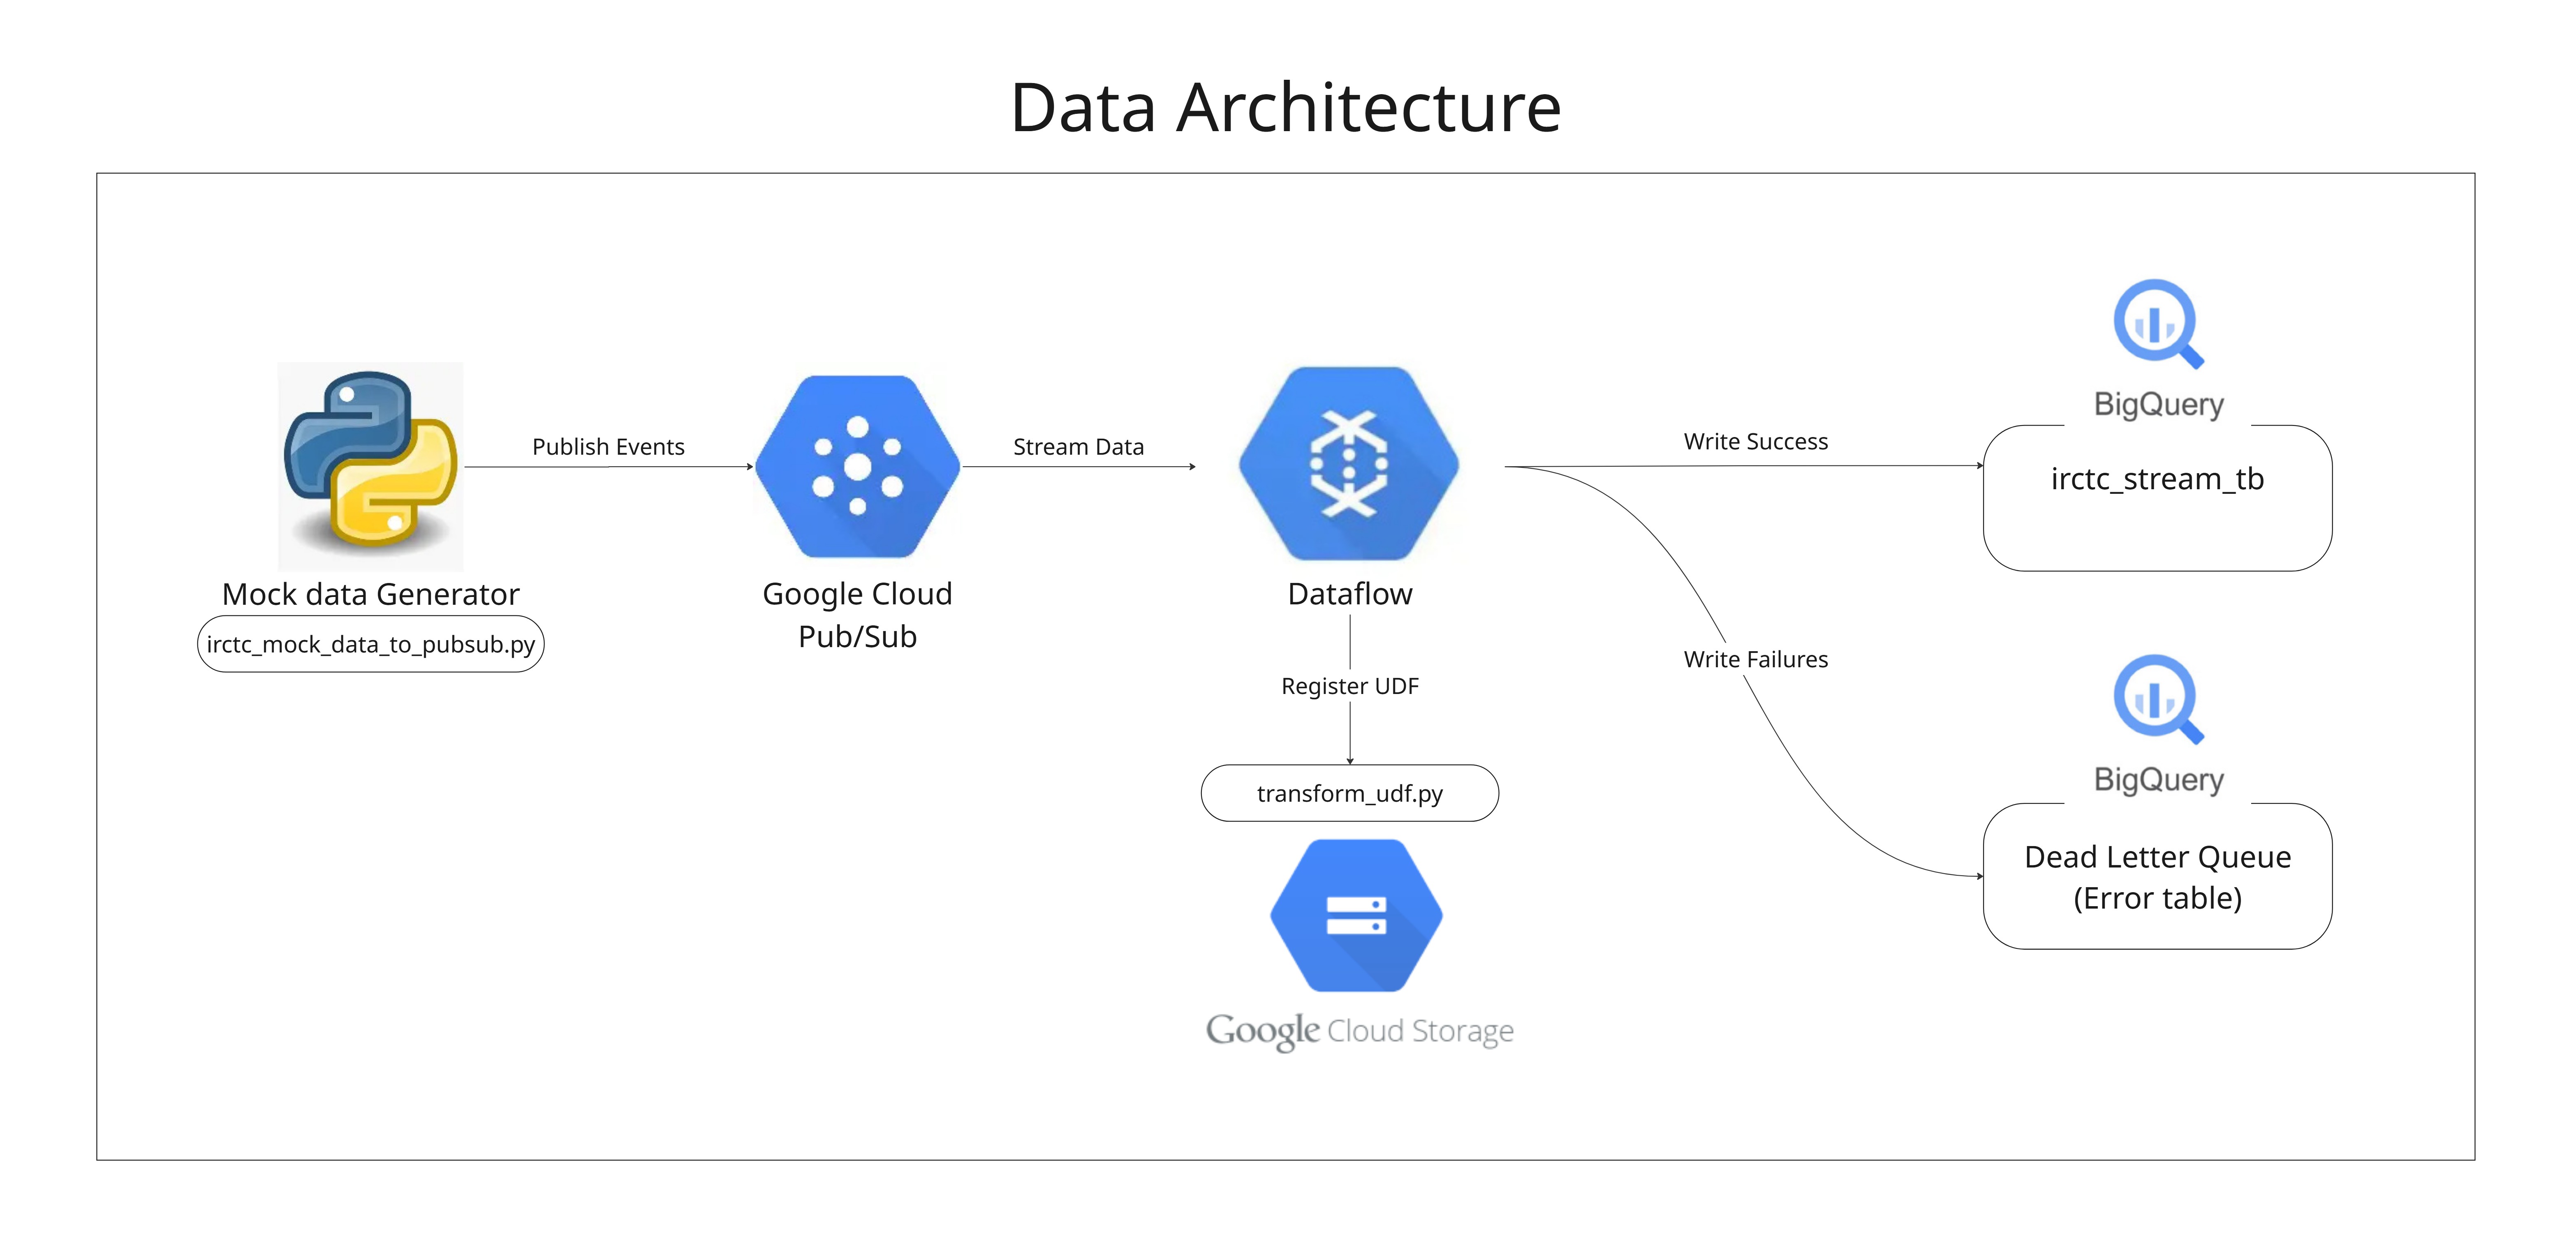 Data Architecture
Publish Events
Stream Data
Write Success
BigQuery
irctc_stream_tb
Mock data Generator
irctc_mock_data_to_pubsub.py
Google Cloud
Pub/Sub
Dataflow
Register UDF
transform_udf.py
Google Cloud Storage
Write Failures
BigQuery
Dead Letter Queue
(Error table)